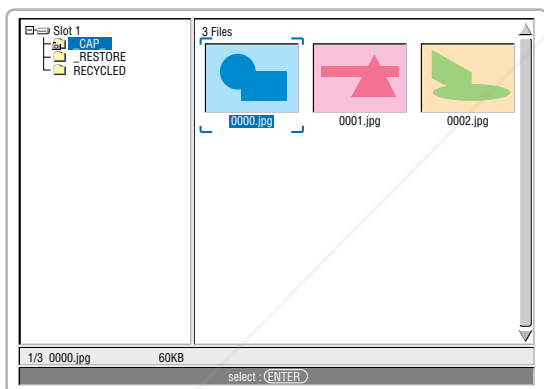 Slot 1
_CAP_
_RESTORE
RECYCLED
3 Files
0000.jpg
0001.jpg
0002.jpg
1/3 0000.jpg 60KB
select : ENTER